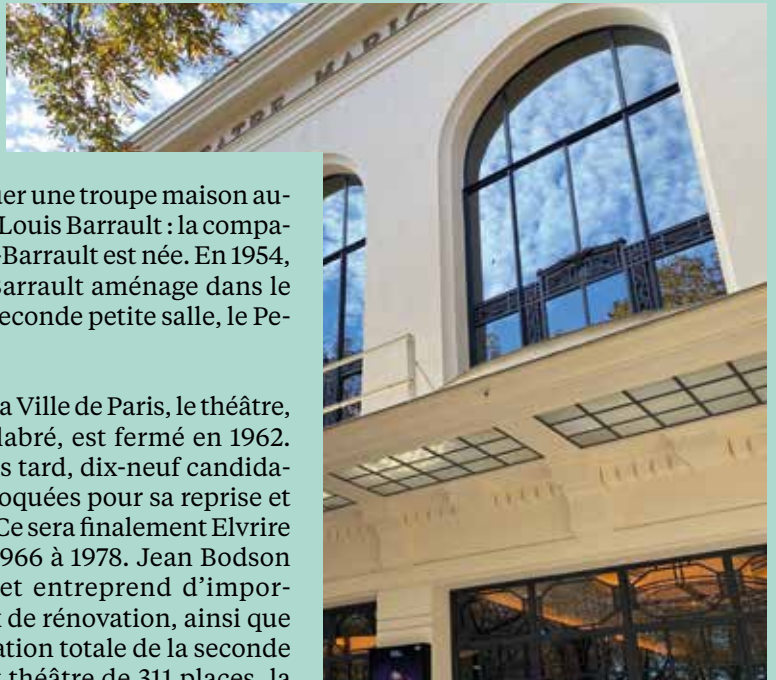 ATRE MARIG
uer une troupe maison au-
Louis Barrault : la compa-
-Barrault est née. En 1954,
Barrault aménage dans le
econde petite salle, le Pe-
a Ville de Paris, le théâtre,
labré, est fermé en 1962.
s tard, dix-neuf candida-
oquées pour sa reprise et
Ce sera finalement Elvrire
966 à 1978. Jean Bodson
et entreprend d’impor-
x de rénovation, ainsi que
ation totale de la seconde
t théâtre de 311 places, la